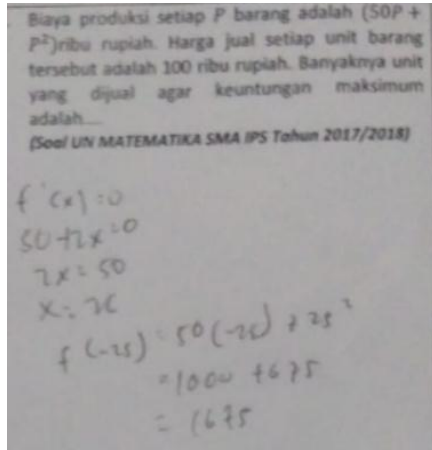 Biaya produksi setiap P barang adalah (50P +
P²)ribu rupiah. Harga jual setiap unit barang
tersebut adalah 100 ribu rupiah. Banyaknya unit
yang dijual agar keuntungan maksimum
adalah....
(Soal UN MATEMATIKA SMA IPS Tahun 2017/2018)
f'(x)=0
50+2x=0
2x=50
x=
f(-25)=50(-25)+25²
=1000+675
=1675